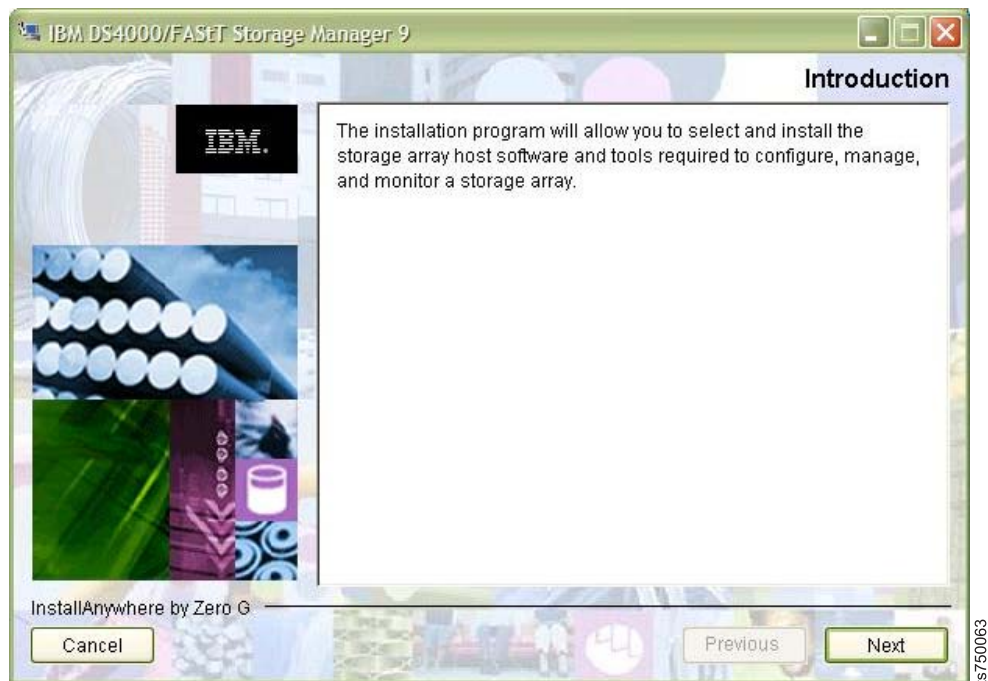 IBM DS4000/FAStT Storage Manager 9
Introduction
IBM.
The installation program will allow you to select and install the
storage array host software and tools required to configure, manage,
and monitor a storage array.
InstallAnywhere by Zero G
Cancel
Previous
Next
s750063